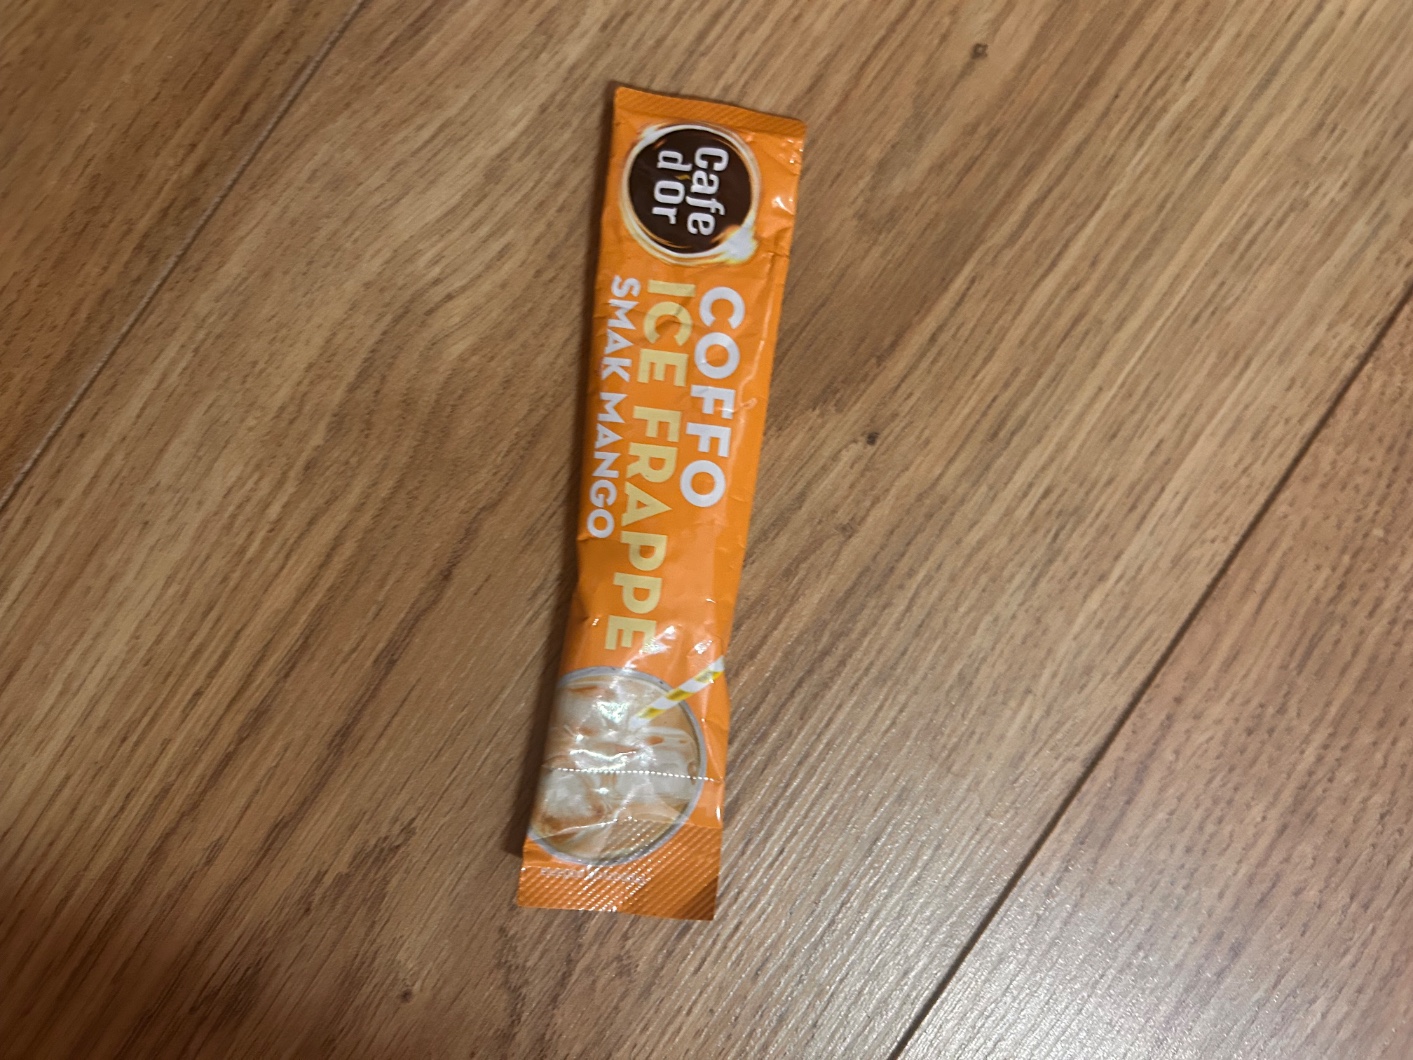 Cafe
d'Or
COFFO
ICE FRAPPE
SMAK MANGO